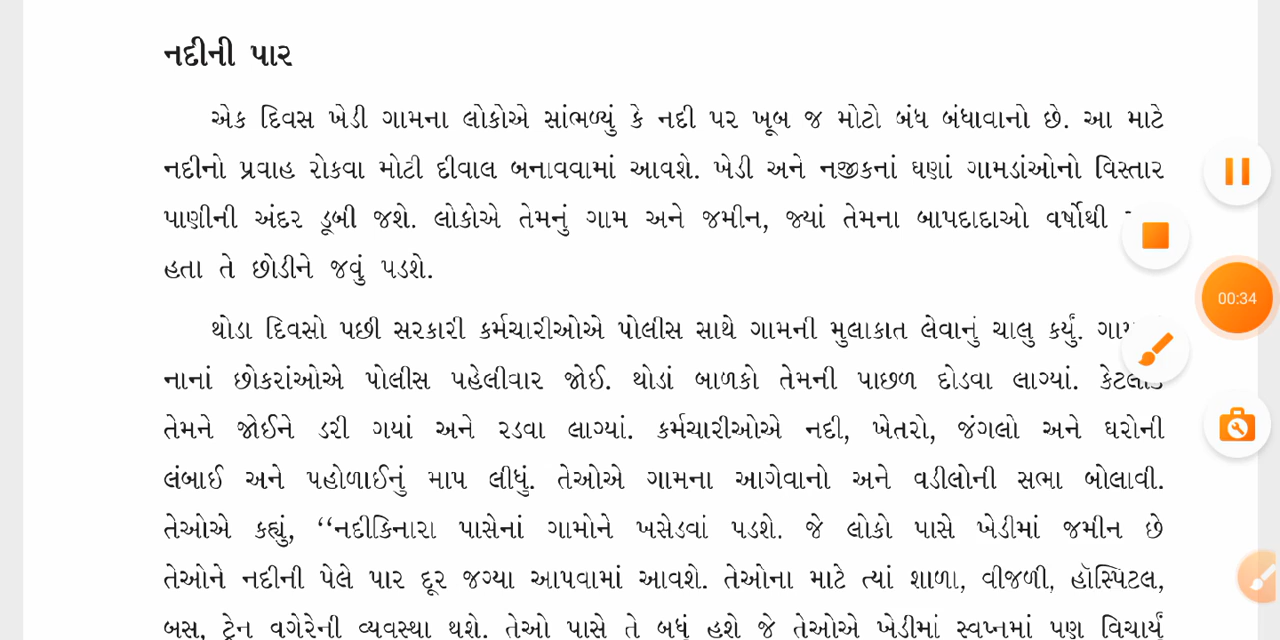 નદીની પાર
એક દિવસ ખેડી ગામના લોકોએ સાંભળ્યું કે નદી પર ખૂબ જ મોટો બંધ બંધાવાનો છે. આ માટે
નદીનો પ્રવાહ રોકવા મોટી દીવાલ બનાવવામાં આવશે. ખેડી અને નજીકનાં ઘણાં ગામડાંઓનો વિસ્તાર
પાણીની અંદર ડૂબી જશે. લોકોએ તેમનું ગામ અને જમીન, જ્યાં તેમના બાપદાદાઓ વર્ષોથી
હતા તે છોડીને જવું પડશે.
થોડા દિવસો પછી સરકારી કર્મચારીઓએ પોલીસ સાથે ગામની મુલાકાત લેવાનું ચાલુ કર્યું.
00:34
નાનાં છોકરાંઓએ પોલીસ પહેલીવાર જોઈ. થોડાં બાળકો તેમની પાછળ દોડવા લાગ્યાં.
તેમને જોઈને ડરી ગયાં અને રડવા લાગ્યાં. કર્મચારીઓએ નદી, ખેતરો, જંગલો અને ઘરોની
લંબાઈ અને પહોળાઈનું માપ લીધું. તેઓએ ગામના આગેવાનો અને વડીલોની સભા બોલાવી.
તેઓએ કહ્યું, ‘‘નદીકિનારા પાસેનાં ગામોને ખસેડવાં પડશે. જે લોકો પાસે ખેડીમાં જમીન છે
તેઓને નદીની પેલે પાર દૂર જગ્યા આપવામાં આવશે. તેઓના માટે ત્યાં શાળા, વીજળી, હૉસ્પિટલ,
બસ, ટ્રેન વગેરેની વ્યવસ્થા થશે. તેઓ પાસે તે બધું હશે જે તેઓએ ખેડીમાં સ્વપ્નમાં પણ વિચાર્યું